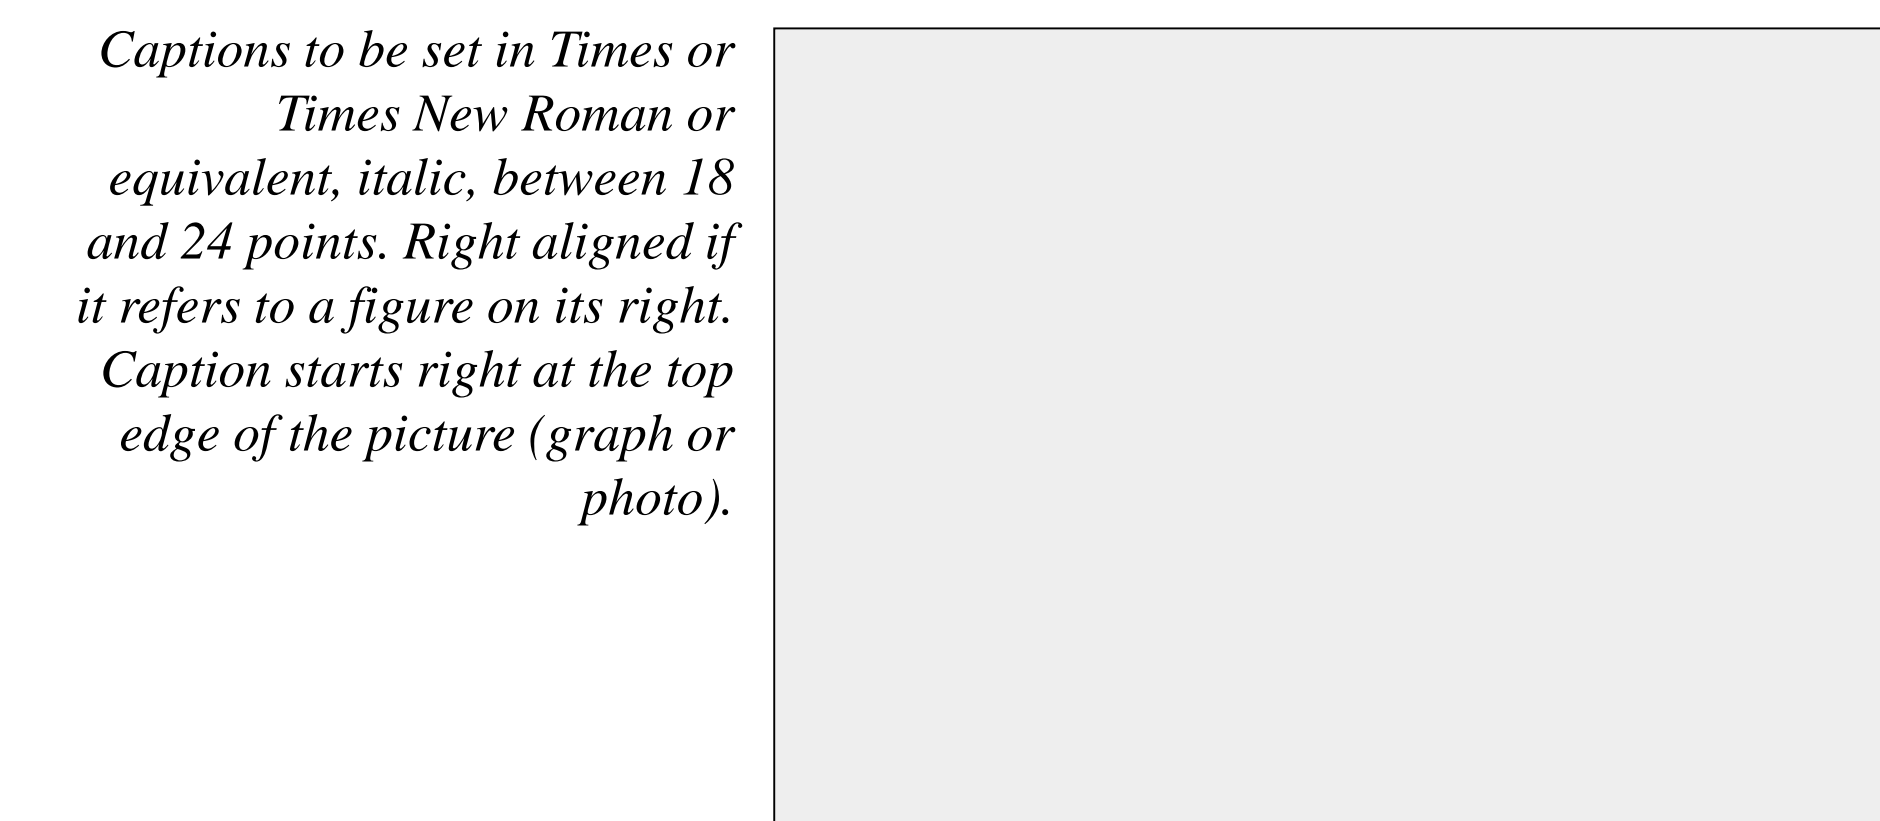 Captions to be set in Times or
Times New Roman or
equivalent, italic, between 18
and 24 points. Right aligned if
it refers to a figure on its right.
Caption starts right at the top
edge of the picture (graph or
photo).